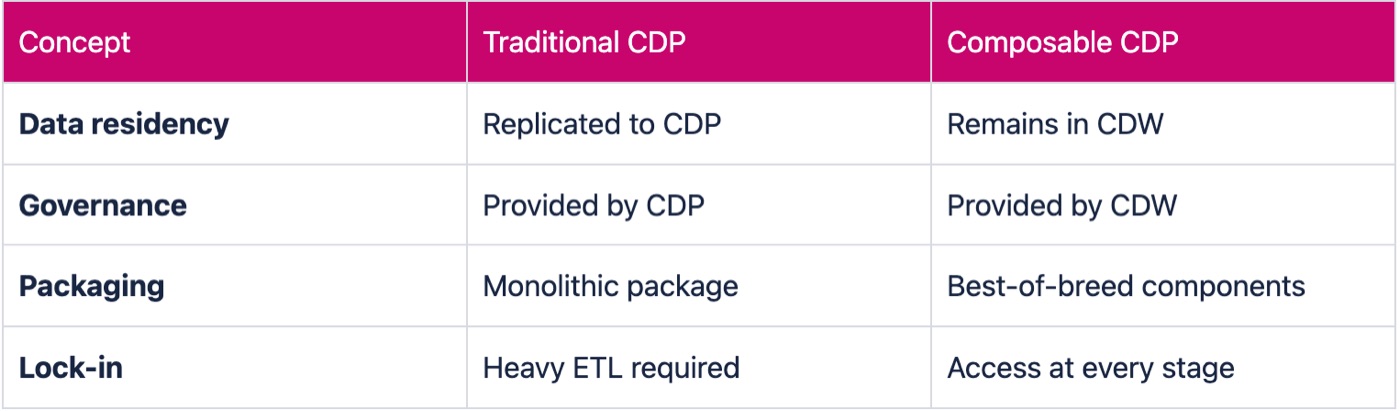 Concept Traditional CDP Composable CDP
Data residency Replicated to CDP Remains in CDW
Governance Provided by CDP Provided by CDW
Packaging Monolithic package Best-of-breed components
Lock-in Heavy ETL required Access at every stage